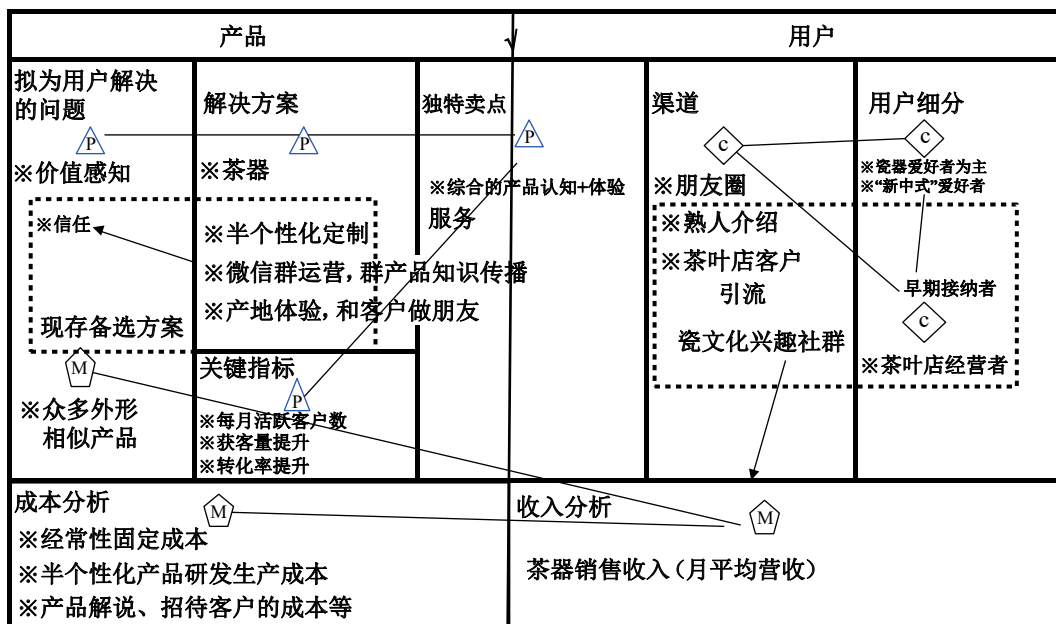 产品
√
用户
拟为用户解决
的问题
P
※价值感知
※信任
现存备选方案
M
※众多外形
相似产品
解决方案
P
※茶器
※半个性化定制
※微信群运营，群产品知识传播
※产地体验，和客户做朋友
关键指标
P
※每月活跃客户数
※获客量提升
※转化率提升
独特卖点
P
※综合的产品认知+体验
服务
渠道
C
※朋友圈
※熟人介绍
※茶叶店客户
引流
瓷文化兴趣社群
用户细分
C
※瓷器爱好者为主
※“新中式”爱好者
早期接纳者
C
※茶叶店经营者
成本分析
M
※经常性固定成本
※半个性化产品研发生产成本
※产品解说、招待客户的成本等
收入分析
M
茶器销售收入（月平均营收）